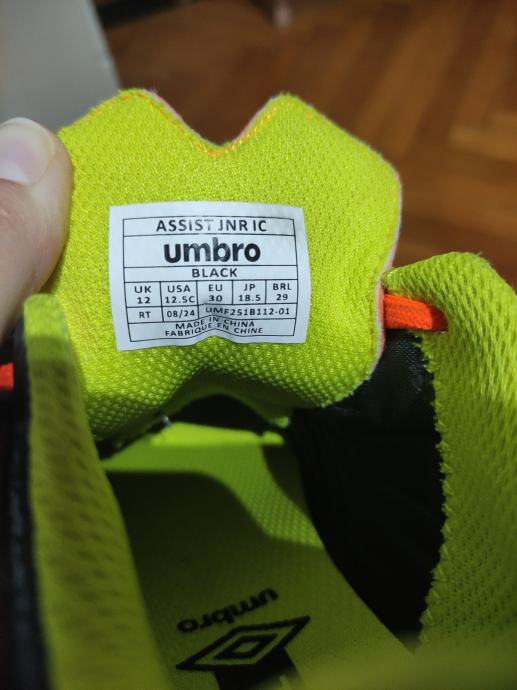 ASSIST JNR IC
umbro
BLACK
UK USA EU JP BRL
12 12.5C 30 18.5 29
RT 08/24 UMF251B112-01
MADE IN CHINA
FABRIQUE EN CHINE
umbro